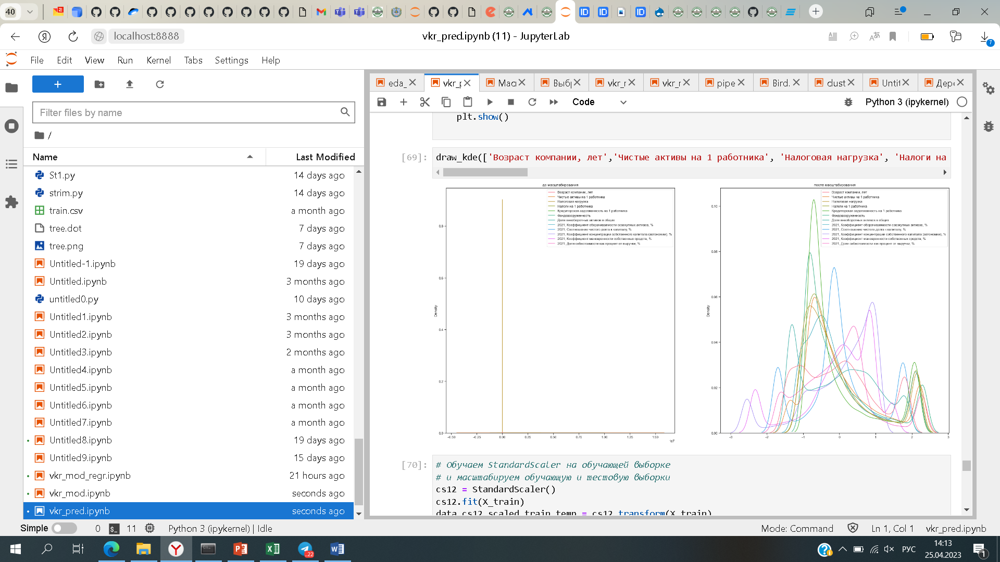 40
vkr_pred.ipynb (11) - JupyterLab
localhost:8888
7
File Edit View Run Kernel Tabs Settings Help
eda_ vkr_p Мас Выб vkr_r vkr_r pipe Bird. clust Untit Дере
Filter files by name
Code
Python 3 (ipykernel)
/
Name Last Modified
St1.py 14 days ago
strim.py 14 days ago
train.csv a month ago
tree.dot 7 days ago
tree.png 7 days ago
Untitled-1.ipynb 19 days ago
Untitled.ipynb 3 months ago
untitled0.py 10 days ago
Untitled1.ipynb 3 months ago
Untitled2.ipynb 3 months ago
Untitled3.ipynb 2 months ago
Untitled4.ipynb a month ago
Untitled5.ipynb a month ago
Untitled6.ipynb a month ago
Untitled7.ipynb a month ago
Untitled8.ipynb 19 days ago
Untitled9.ipynb 15 days ago
vkr_mod_regr.ipynb 21 hours ago
vkr_mod.ipynb seconds ago
vkr_pred.ipynb seconds ago
plt.show()
[69]: draw_kde(['Возраст компании, лет','Чистые активы на 1 работника', 'Налоговая нагрузка', 'Налоги на
до масштабирования
Возраст компании, лет
Чистые активы на 1 работника
Налоговая нагрузка
Налоги на 1 работника
Кредиторская задолженность на 1 работника
Фондовооруженность
Доля внеоборотных активов в общих
2021, Коэффициент оборачиваемости совокупных активов, %
2021, Соотношение чистого долга к капиталу, %
2021, Коэффициент концентрации собственного капитала (автономии), %
2021, Коэффициент маневренности собственных средств, %
2021, Доля себестоимости как процент от выручки, %
Density
0.8
0.6
0.4
0.2
0.0
−0.50 −0.25 0.00 0.25 0.50 0.75 1.00 1.25 1.50
1e7
после масштабирования
Возраст компании, лет
Чистые активы на 1 работника
Налоговая нагрузка
Налоги на 1 работника
Кредиторская задолженность на 1 работника
Фондовооруженность
Доля внеоборотных активов в общих
2021, Коэффициент оборачиваемости совокупных активов, %
2021, Соотношение чистого долга к капиталу, %
2021, Коэффициент концентрации собственного капитала (автономии), %
2021, Коэффициент маневренности собственных средств, %
2021, Доля себестоимости как процент от выручки, %
Density
0.10
0.08
0.06
0.04
0.02
0.00
−3 −2 −1 0 1 2 3
[70]: # Обучаем StandardScaler на обучающей выборке
# и масштабируем обучающую и тестовую выборки
cs12 = StandardScaler()
cs12.fit(X_train)
data_cs12_scaled_train_temp = cs12.transform(X_train)
Simple 0 11 Python 3 (ipykernel) | Idle
Mode: Command Ln 1, Col 1 vkr_pred.ipynb
22
РУС
14:13
25.04.2023
1